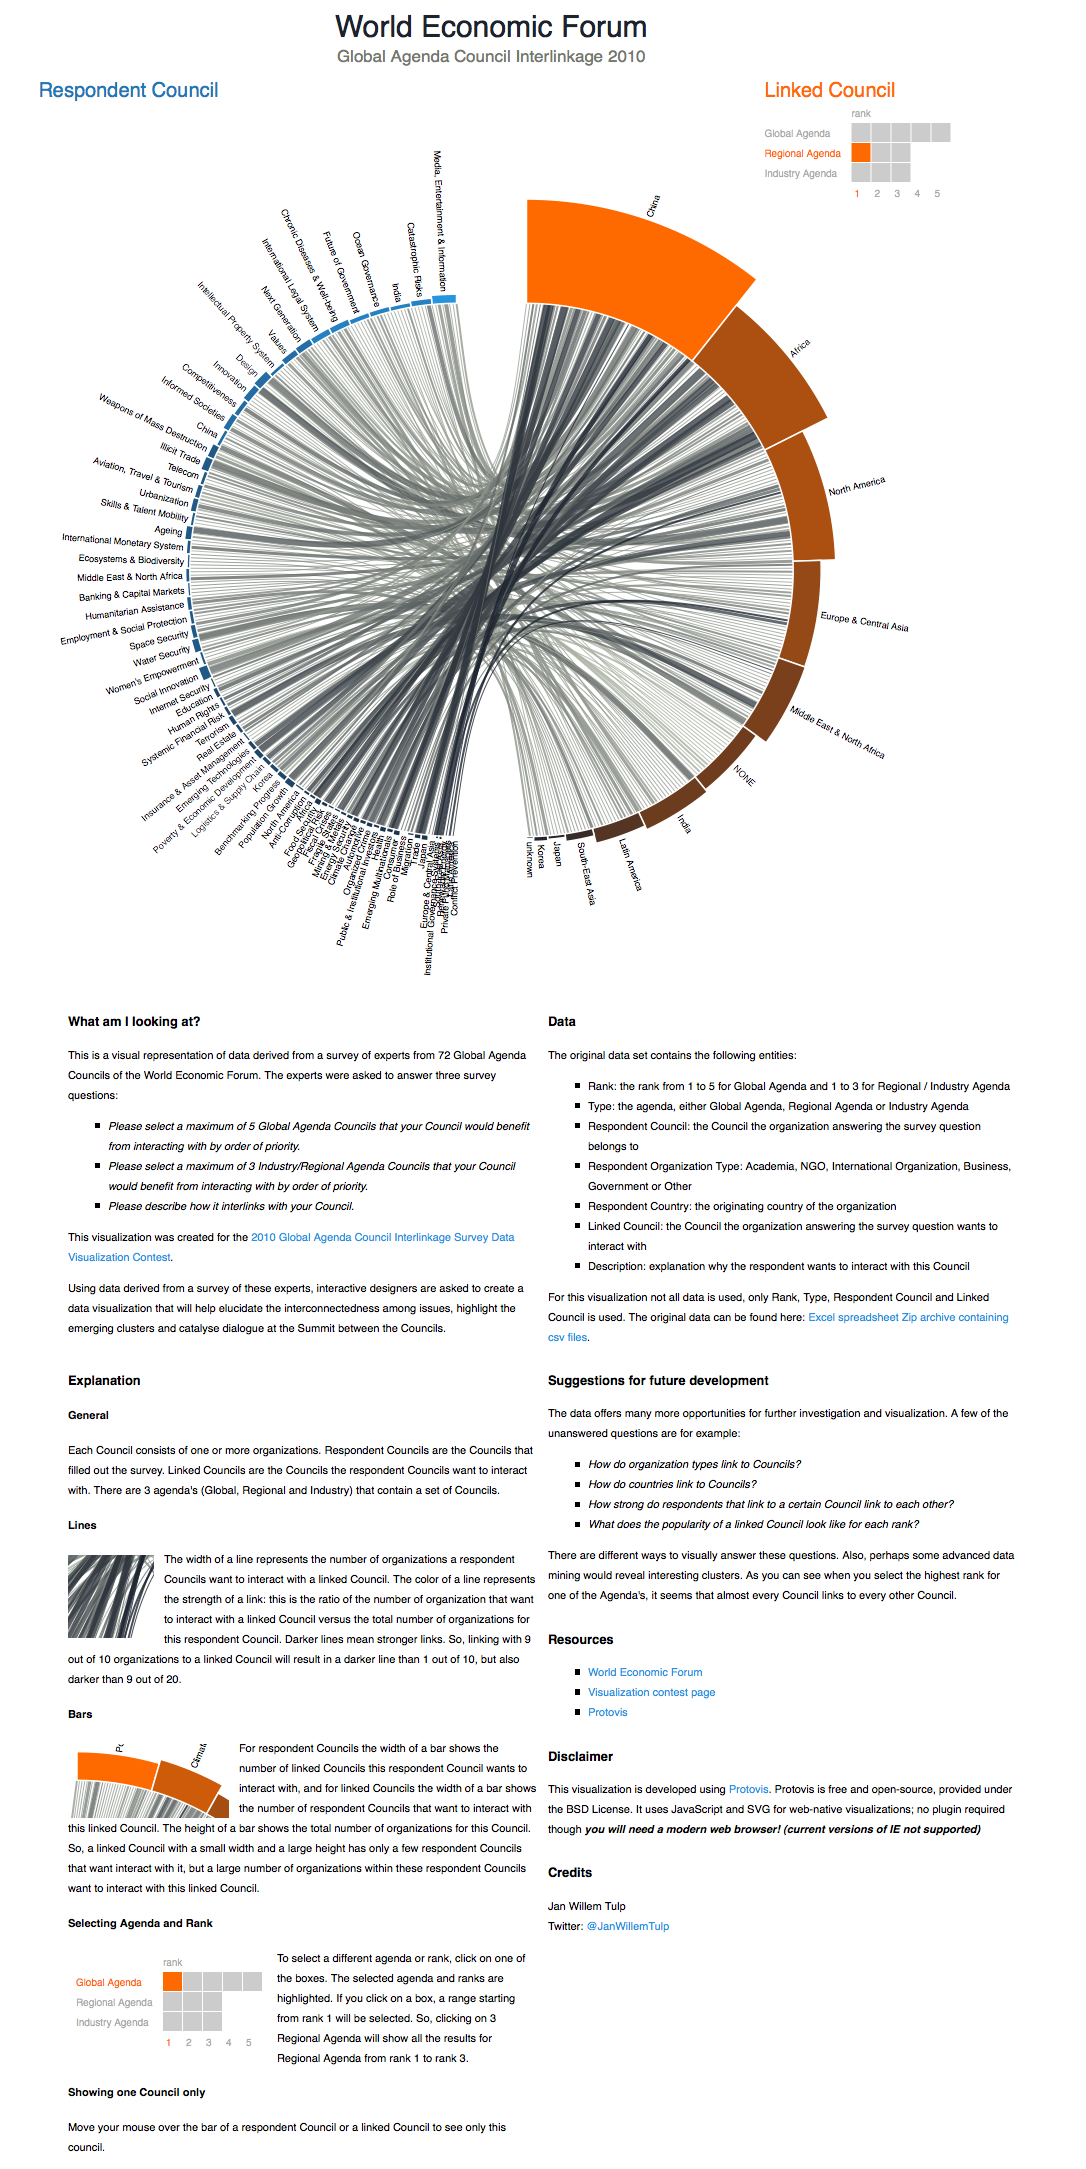 World Economic Forum
Global Agenda Council Interlinkage 2010
Respondent Council
Linked Council
rank
Global Agenda
Regional Agenda
Industry Agenda
1 2 3 4 5
Media, Entertainment & Information
Catastrophic Risks
India
Ocean Governance
Future of Government
Chronic Diseases & Well-being
International Legal System
Next Generation
Values
Intellectual Property System
Design
Innovation
Competitiveness
Informed Societies
China
Weapons of Mass Destruction
Illicit Trade
Telecom
Aviation, Travel & Tourism
Urbanization
Skills & Talent Mobility
Ageing
International Monetary System
Ecosystems & Biodiversity
Middle East & North Africa
Banking & Capital Markets
Humanitarian Assistance
Employment & Social Protection
Space Security
Water Security
Women's Empowerment
Social Innovation
Internet Security
Education
Human Rights
Systemic Financial Risk
Terrorism
Real Estate
Insurance & Asset Management
Emerging Technologies
Poverty & Economic Development
Logistics & Supply Chain
Korea
Benchmarking Progress
Population Growth
North America
Anti-Corruption
Africa
Food Security
Geopolitical Risk
Fiscal Crises
Fragile States
Mining & Metals
Energy Security
Climate Change
Automotive
Organized Crime
Public & Institutional Investors
Health
Emerging Multinationals
Consumer
Role of Business
Migration
Trade
Japan
Europe & Central Asia
Institutional Governance
Conflict Prevention
China
Africa
North America
Europe & Central Asia
Middle East & North Africa
NONE
India
Latin America
South-East Asia
Japan
Korea
unknown
What am I looking at?
This is a visual representation of data derived from a survey of experts from 72 Global Agenda
Councils of the World Economic Forum. The experts were asked to answer three survey
questions:
Please select a maximum of 5 Global Agenda Councils that your Council would benefit
from interacting with by order of priority.
Please select a maximum of 3 Industry/Regional Agenda Councils that your Council
would benefit from interacting with by order of priority.
Please describe how it interlinks with your Council.
This visualization was created for the 2010 Global Agenda Council Interlinkage Survey Data
Visualization Contest.
Using data derived from a survey of these experts, interactive designers are asked to create a
data visualization that will help elucidate the interconnectedness among issues, highlight the
emerging clusters and catalyse dialogue at the Summit between the Councils.
Data
The original data set contains the following entities:
Rank: the rank from 1 to 5 for Global Agenda and 1 to 3 for Regional / Industry Agenda
Type: the agenda, either Global Agenda, Regional Agenda or Industry Agenda
Respondent Council: the Council the organization answering the survey question
belongs to
Respondent Organization Type: Academia, NGO, International Organization, Business,
Government or Other
Respondent Country: the originating country of the organization
Linked Council: the Council the organization answering the survey question wants to
interact with
Description: explanation why the respondent wants to interact with this Council
For this visualization not all data is used, only Rank, Type, Respondent Council and Linked
Council is used. The original data can be found here: Excel spreadsheet Zip archive containing
csv files.
Explanation
General
Each Council consists of one or more organizations. Respondent Councils are the Councils that
filled out the survey. Linked Councils are the Councils the respondent Councils want to interact
with. There are 3 agenda's (Global, Regional and Industry) that contain a set of Councils.
Lines
The width of a line represents the number of organizations a respondent
Councils want to interact with a linked Council. The color of a line represents
the strength of a link: this is the ratio of the number of organization that want
to interact with a linked Council versus the total number of organizations for
this respondent Council. Darker lines mean stronger links. So, linking with 9
out of 10 organizations to a linked Council will result in a darker line than 1 out of 10, but also
darker than 9 out of 20.
Bars
Climat
For respondent Councils the width of a bar shows the
number of linked Councils this respondent Council wants to
interact with, and for linked Councils the width of a bar shows
the number of respondent Councils that want to interact with
this linked Council. The height of a bar shows the total number of organizations for this Council.
So, a linked Council with a small width and a large height has only a few respondent Councils
that want interact with it, but a large number of organizations within these respondent Councils
want to interact with this linked Council.
Selecting Agenda and Rank
rank
Global Agenda
Regional Agenda
Industry Agenda
1 2 3 4 5
To select a different agenda or rank, click on one of
the boxes. The selected agenda and ranks are
highlighted. If you click on a box, a range starting
from rank 1 will be selected. So, clicking on 3
Regional Agenda will show all the results for
Regional Agenda from rank 1 to rank 3.
Showing one Council only
Move your mouse over the bar of a respondent Council or a linked Council to see only this
council.
Suggestions for future development
The data offers many more opportunities for further investigation and visualization. A few of the
unanswered questions are for example:
How do organization types link to Councils?
How do countries link to Councils?
How strong do respondents that link to a certain Council link to each other?
What does the popularity of a linked Council look like for each rank?
There are different ways to visually answer these questions. Also, perhaps some advanced data
mining would reveal interesting clusters. As you can see when you select the highest rank for
one of the Agenda's, it seems that almost every Council links to every other Council.
Resources
World Economic Forum
Visualization contest page
Protovis
Disclaimer
This visualization is developed using Protovis. Protovis is free and open-source, provided under
the BSD License. It uses JavaScript and SVG for web-native visualizations; no plugin required
though you will need a modern web browser! (current versions of IE not supported)
Credits
Jan Willem Tulp
Twitter: @JanWillemTulp